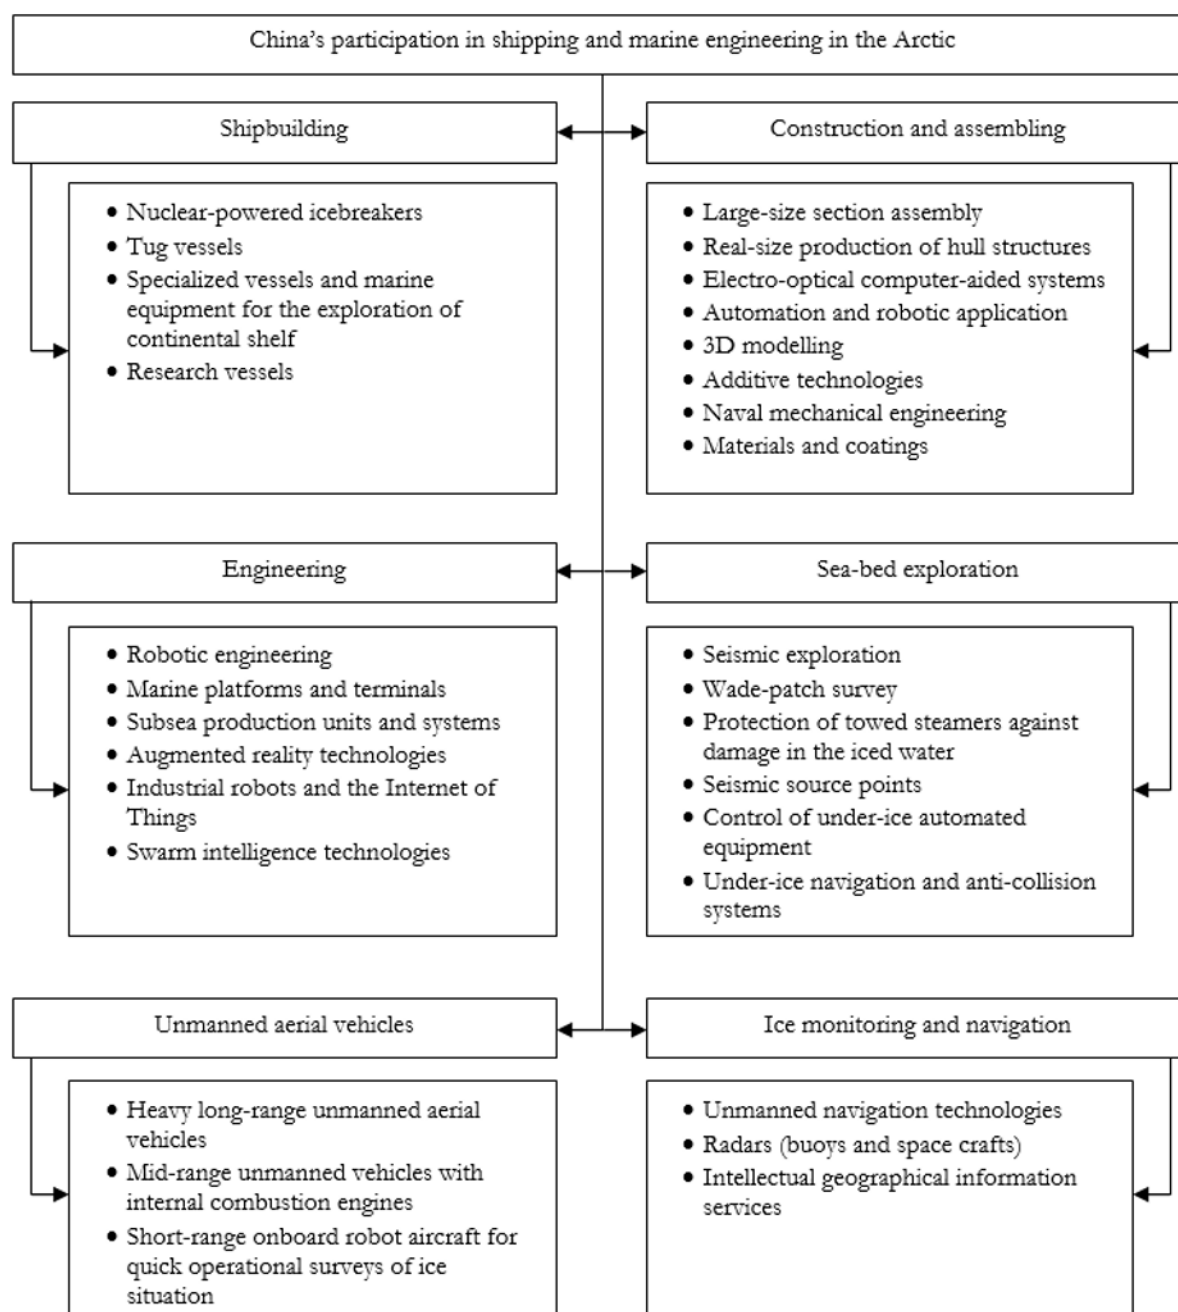 China's participation in shipping and marine engineering in the Arctic
Shipbuilding
• Nuclear-powered icebreakers
• Tug vessels
• Specialized vessels and marine
equipment for the exploration of
continental shelf
• Research vessels
Construction and assembling
• Large-size section assembly
• Real-size production of hull structures
• Electro-optical computer-aided systems
• Automation and robotic application
• 3D modelling
• Additive technologies
• Naval mechanical engineering
• Materials and coatings
Engineering
• Robotic engineering
• Marine platforms and terminals
• Subsea production units and systems
• Augmented reality technologies
• Industrial robots and the Internet of
Things
• Swarm intelligence technologies
Sea-bed exploration
• Seismic exploration
• Wade-patch survey
• Protection of towed steamers against
damage in the iced water
• Seismic source points
• Control of under-ice automated
equipment
• Under-ice navigation and anti-collision
systems
Unmanned aerial vehicles
• Heavy long-range unmanned aerial
vehicles
• Mid-range unmanned vehicles with
internal combustion engines
• Short-range onboard robot aircraft for
quick operational surveys of ice
situation
Ice monitoring and navigation
• Unmanned navigation technologies
• Radars (buoys and space crafts)
• Intellectual geographical information
services